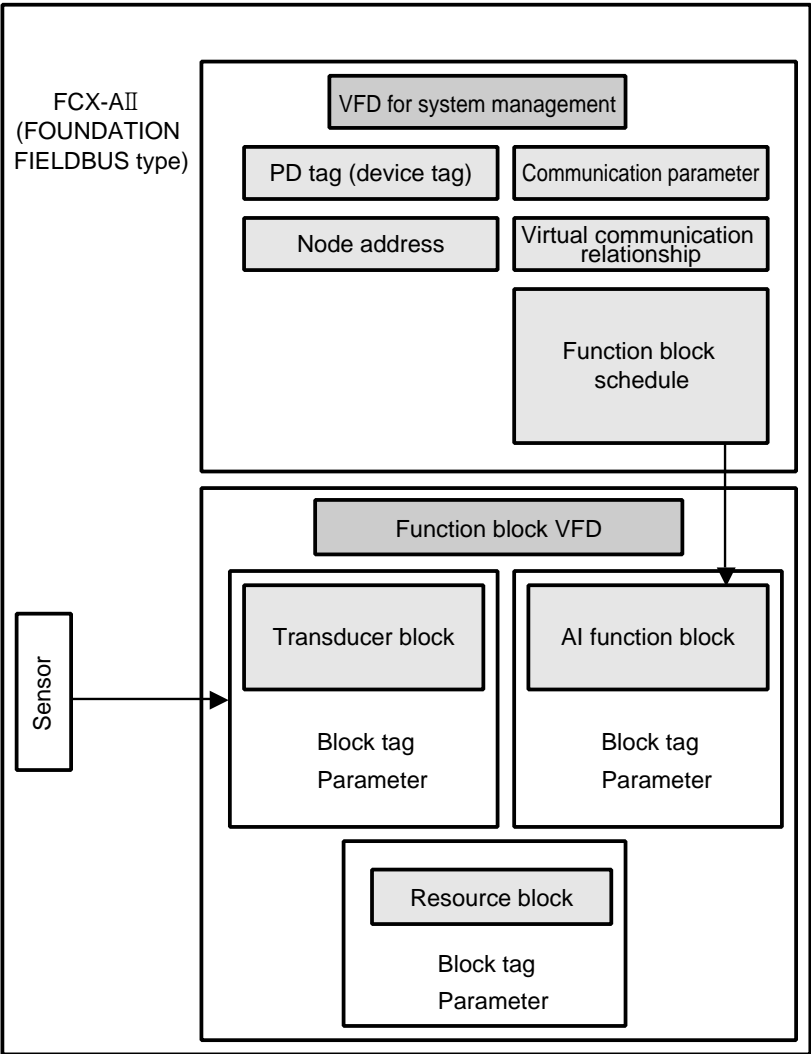 FCX-AⅡ
(FOUNDATION
FIELDBUS type)
VFD for system management
PD tag (device tag)
Communication parameter
Node address
Virtual communication
relationship
Function block
schedule
Function block VFD
Sensor
Transducer block
Block tag
Parameter
AI function block
Block tag
Parameter
Resource block
Block tag
Parameter